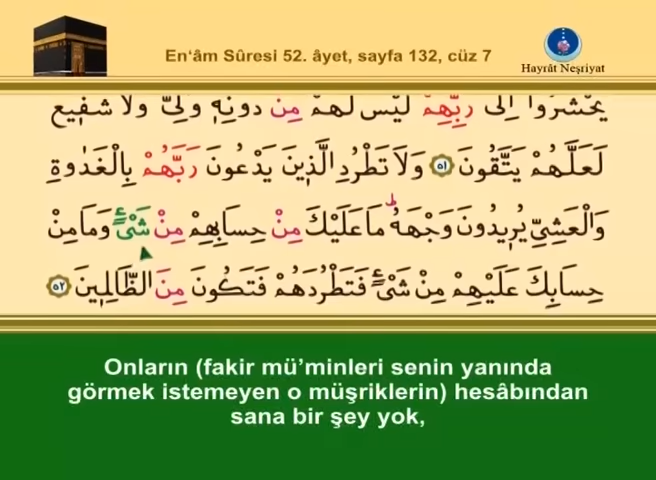 En‘âm Sûresi 52. âyet, sayfa 132, cüz 7
Hayrât Neşriyat
يُحْشَرُوا اِلٰى رَبِّهِمْ لَيْسَ لَهُمْ مِنْ دُونِهٖ وَلِيٌّ وَلَا شَفٖيعٌ
لَعَلَّهُمْ يَتَّقُونَ ٥١ وَلَا تَطْرُدِ الَّذٖينَ يَدْعُونَ رَبَّهُمْ بِالْغَدٰوةِ
وَالْعَشِيِّ يُرٖيدُونَ وَجْهَهُ مَا عَلَيْكَ مِنْ حِسَابِهِمْ مِنْ شَيْءٍ وَمَا مِنْ
حِسَابِكَ عَلَيْهِمْ مِنْ شَيْءٍ فَتَطْرُدَهُمْ فَتَكُونَ مِنَ الظَّالِمٖينَ ٥٢
Onların (fakir mü’minleri senin yanında
görmek istemeyen o müşriklerin) hesâbından
sana bir şey yok,